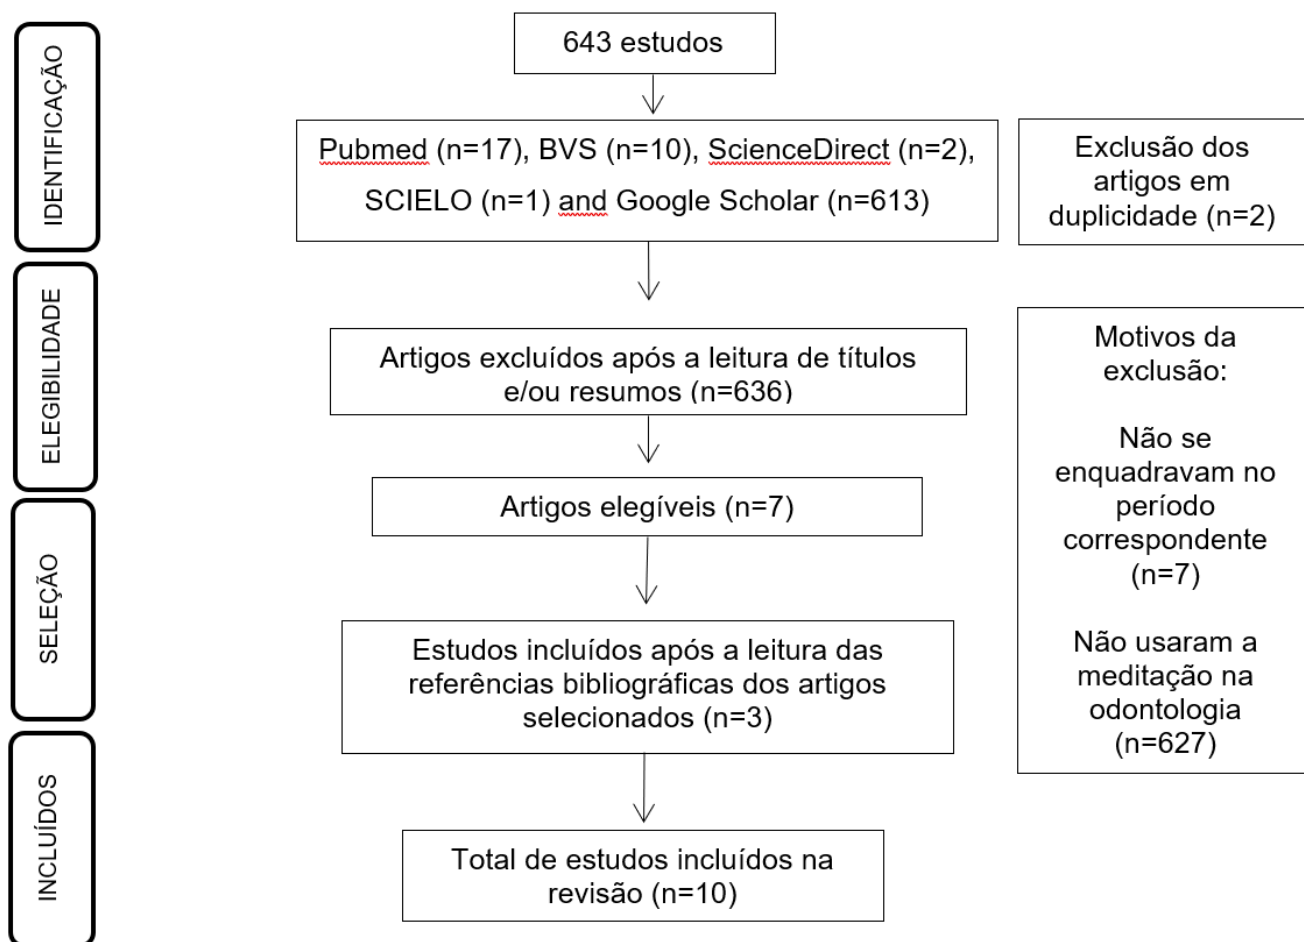 IDENTIFICAÇÃO
643 estudos
Pubmed (n=17), BVS (n=10), ScienceDirect (n=2),
SCIELO (n=1) and Google Scholar (n=613)
Exclusão dos
artigos em
duplicidade (n=2)
ELEGIBILIDADE
Artigos excluídos após a leitura de títulos
e/ou resumos (n=636)
Artigos elegíveis (n=7)
Motivos da
exclusão:
Não se
enquadravam no
período
correspondente
(n=7)
Não usaram a
meditação na
odontologia
(n=627)
SELEÇÃO
Estudos incluídos após a leitura das
referências bibliográficas dos artigos
selecionados (n=3)
INCLUÍDOS
Total de estudos incluídos na
revisão (n=10)